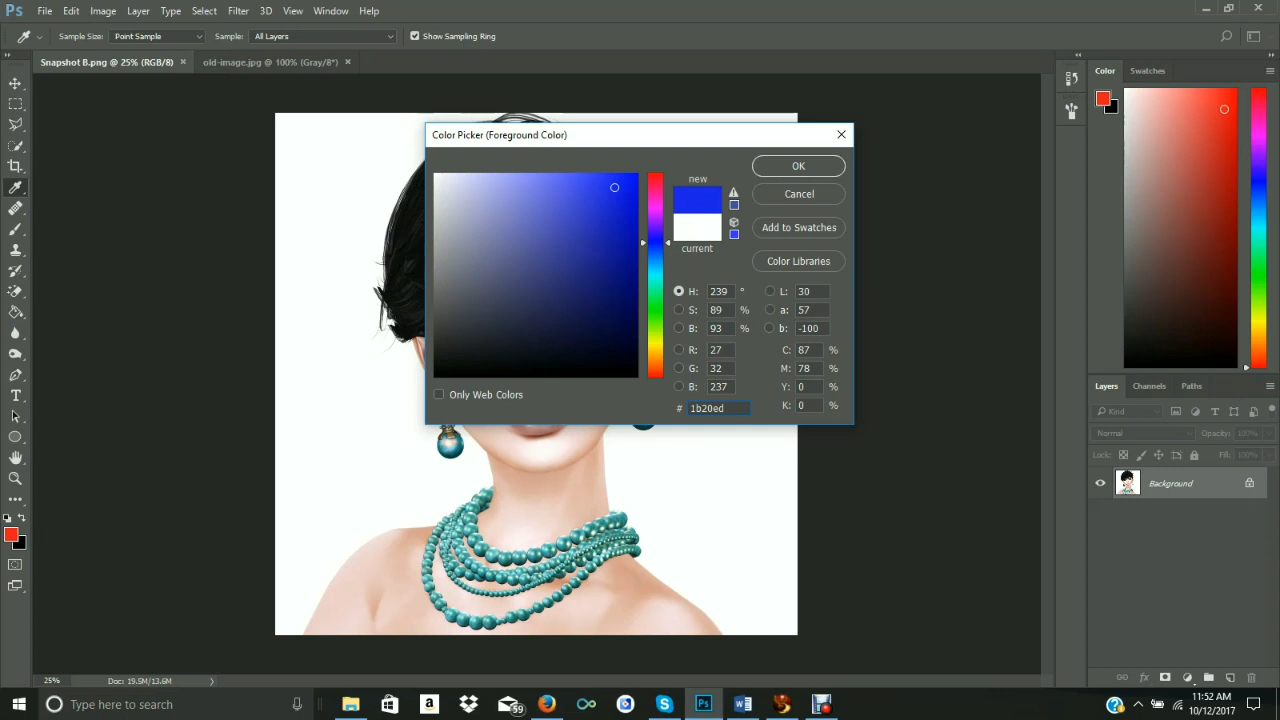 Ps File Edit Image Layer Type Select Filter 3D View Window Help
Sample Size: Point Sample Sample: All Layers Show Sampling Ring
Snapshot B.png @ 25% (RGB/8) × old-image.jpg @ 100% (Gray/8*) ×
Color Swatches
Color Picker (Foreground Color)
new
current
OK
Cancel
Add to Swatches
Color Libraries
H: 239 ° L: 30
S: 89 % a: 57
B: 93 % b: -100
R: 27 C: 87 %
G: 32 M: 78 %
B: 237 Y: 0 %
# 1b20ed K: 0 %
Only Web Colors
Layers Channels Paths
Kind
Normal Opacity: 100%
Lock: Fill: 100%
Background
25% Doc: 19.5M/13.6M
Type here to search
59
11:52 AM
10/12/2017